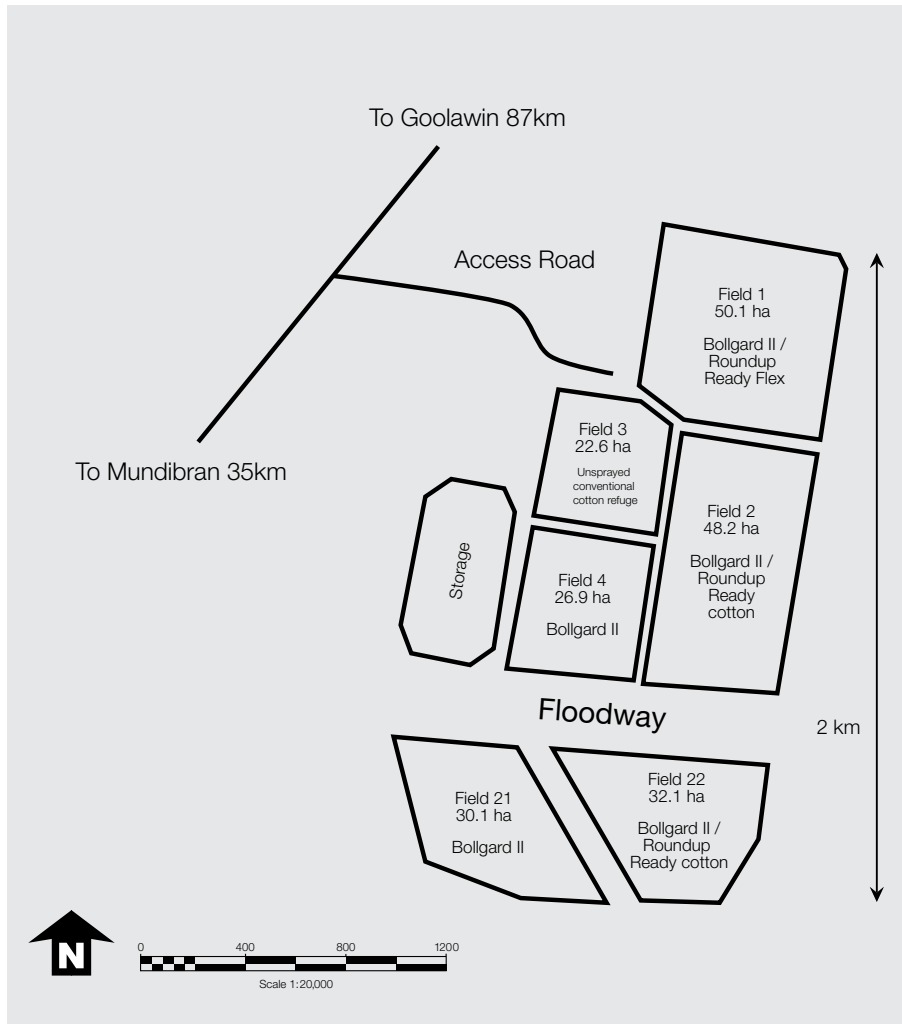 To Goolawin 87km
Access Road
Field 1
50.1 ha
Bollgard II /
Roundup
Ready Flex
To Mundibran 35km
Field 3
22.6 ha
Unsprayed
conventional
cotton refuge
Field 2
48.2 ha
Bollgard II /
Roundup
Ready
cotton
Storage
Field 4
26.9 ha
Bollgard II
Floodway
2 km
Field 21
30.1 ha
Bollgard II
Field 22
32.1 ha
Bollgard II /
Roundup
Ready cotton
N
0 400 800 1200
Scale 1:20,000